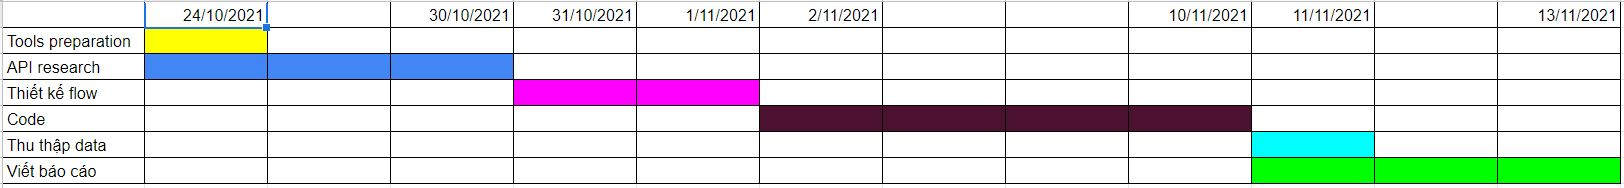 24/10/2021 30/10/2021 31/10/2021 1/11/2021 2/11/2021 10/11/2021 11/11/2021 13/11/2021
Tools preparation
API research
Thiết kế flow
Code
Thu thập data
Viết báo cáo